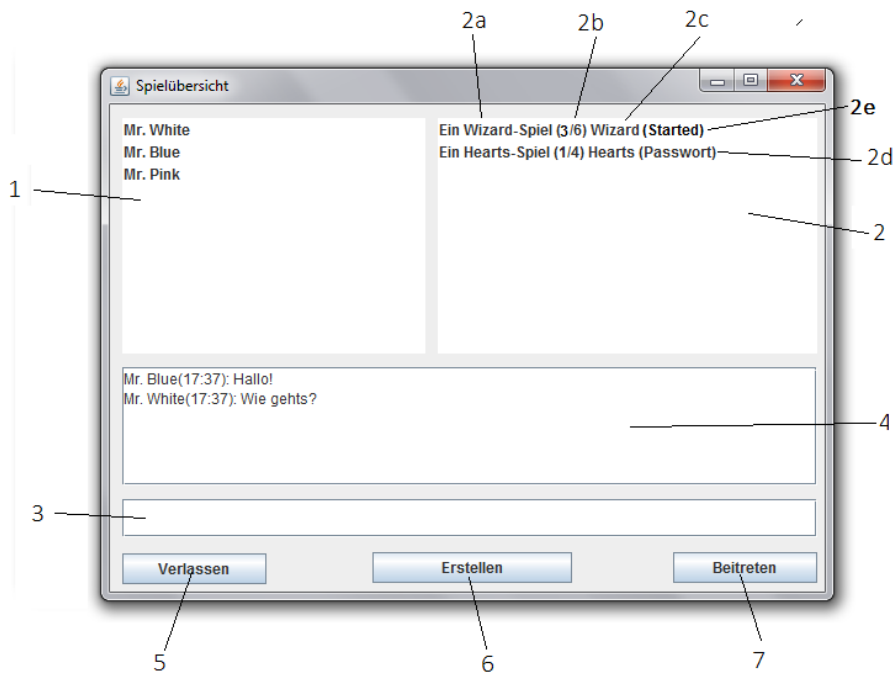 2a 2b 2c
Spielübersicht
Mr. White
Mr. Blue
Mr. Pink
Ein Wizard-Spiel (3/6) Wizard (Started)
Ein Hearts-Spiel (1/4) Hearts (Passwort)
2e
2d
1
2
Mr. Blue(17:37): Hallo!
Mr. White(17:37): Wie gehts?
4
3
Verlassen Erstellen Beitreten
5 6 7